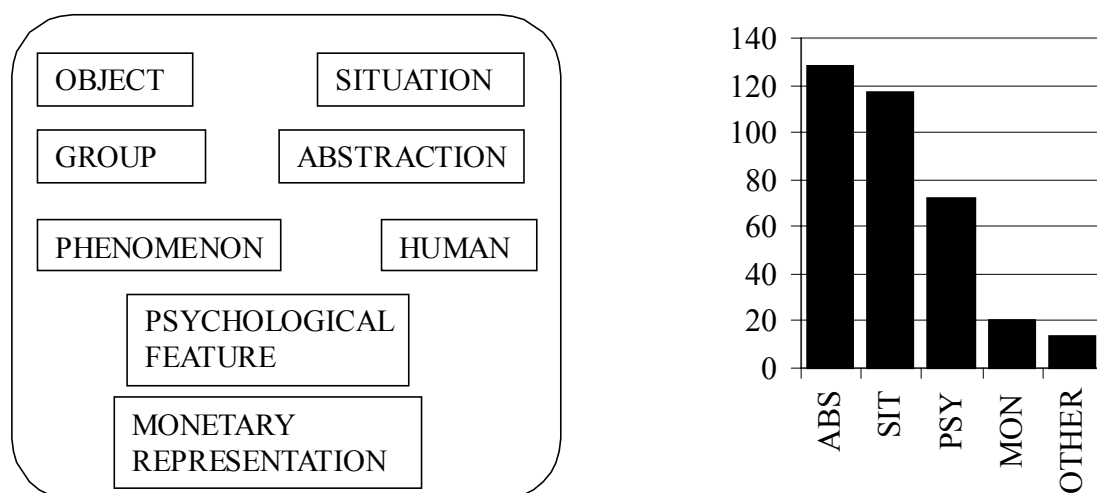 OBJECT
SITUATION
GROUP
ABSTRACTION
PHENOMENON
HUMAN
PSYCHOLOGICAL
FEATURE
MONETARY
REPRESENTATION
140
120
100
80
60
40
20
0
ABS
SIT
PSY
MON
OTHER